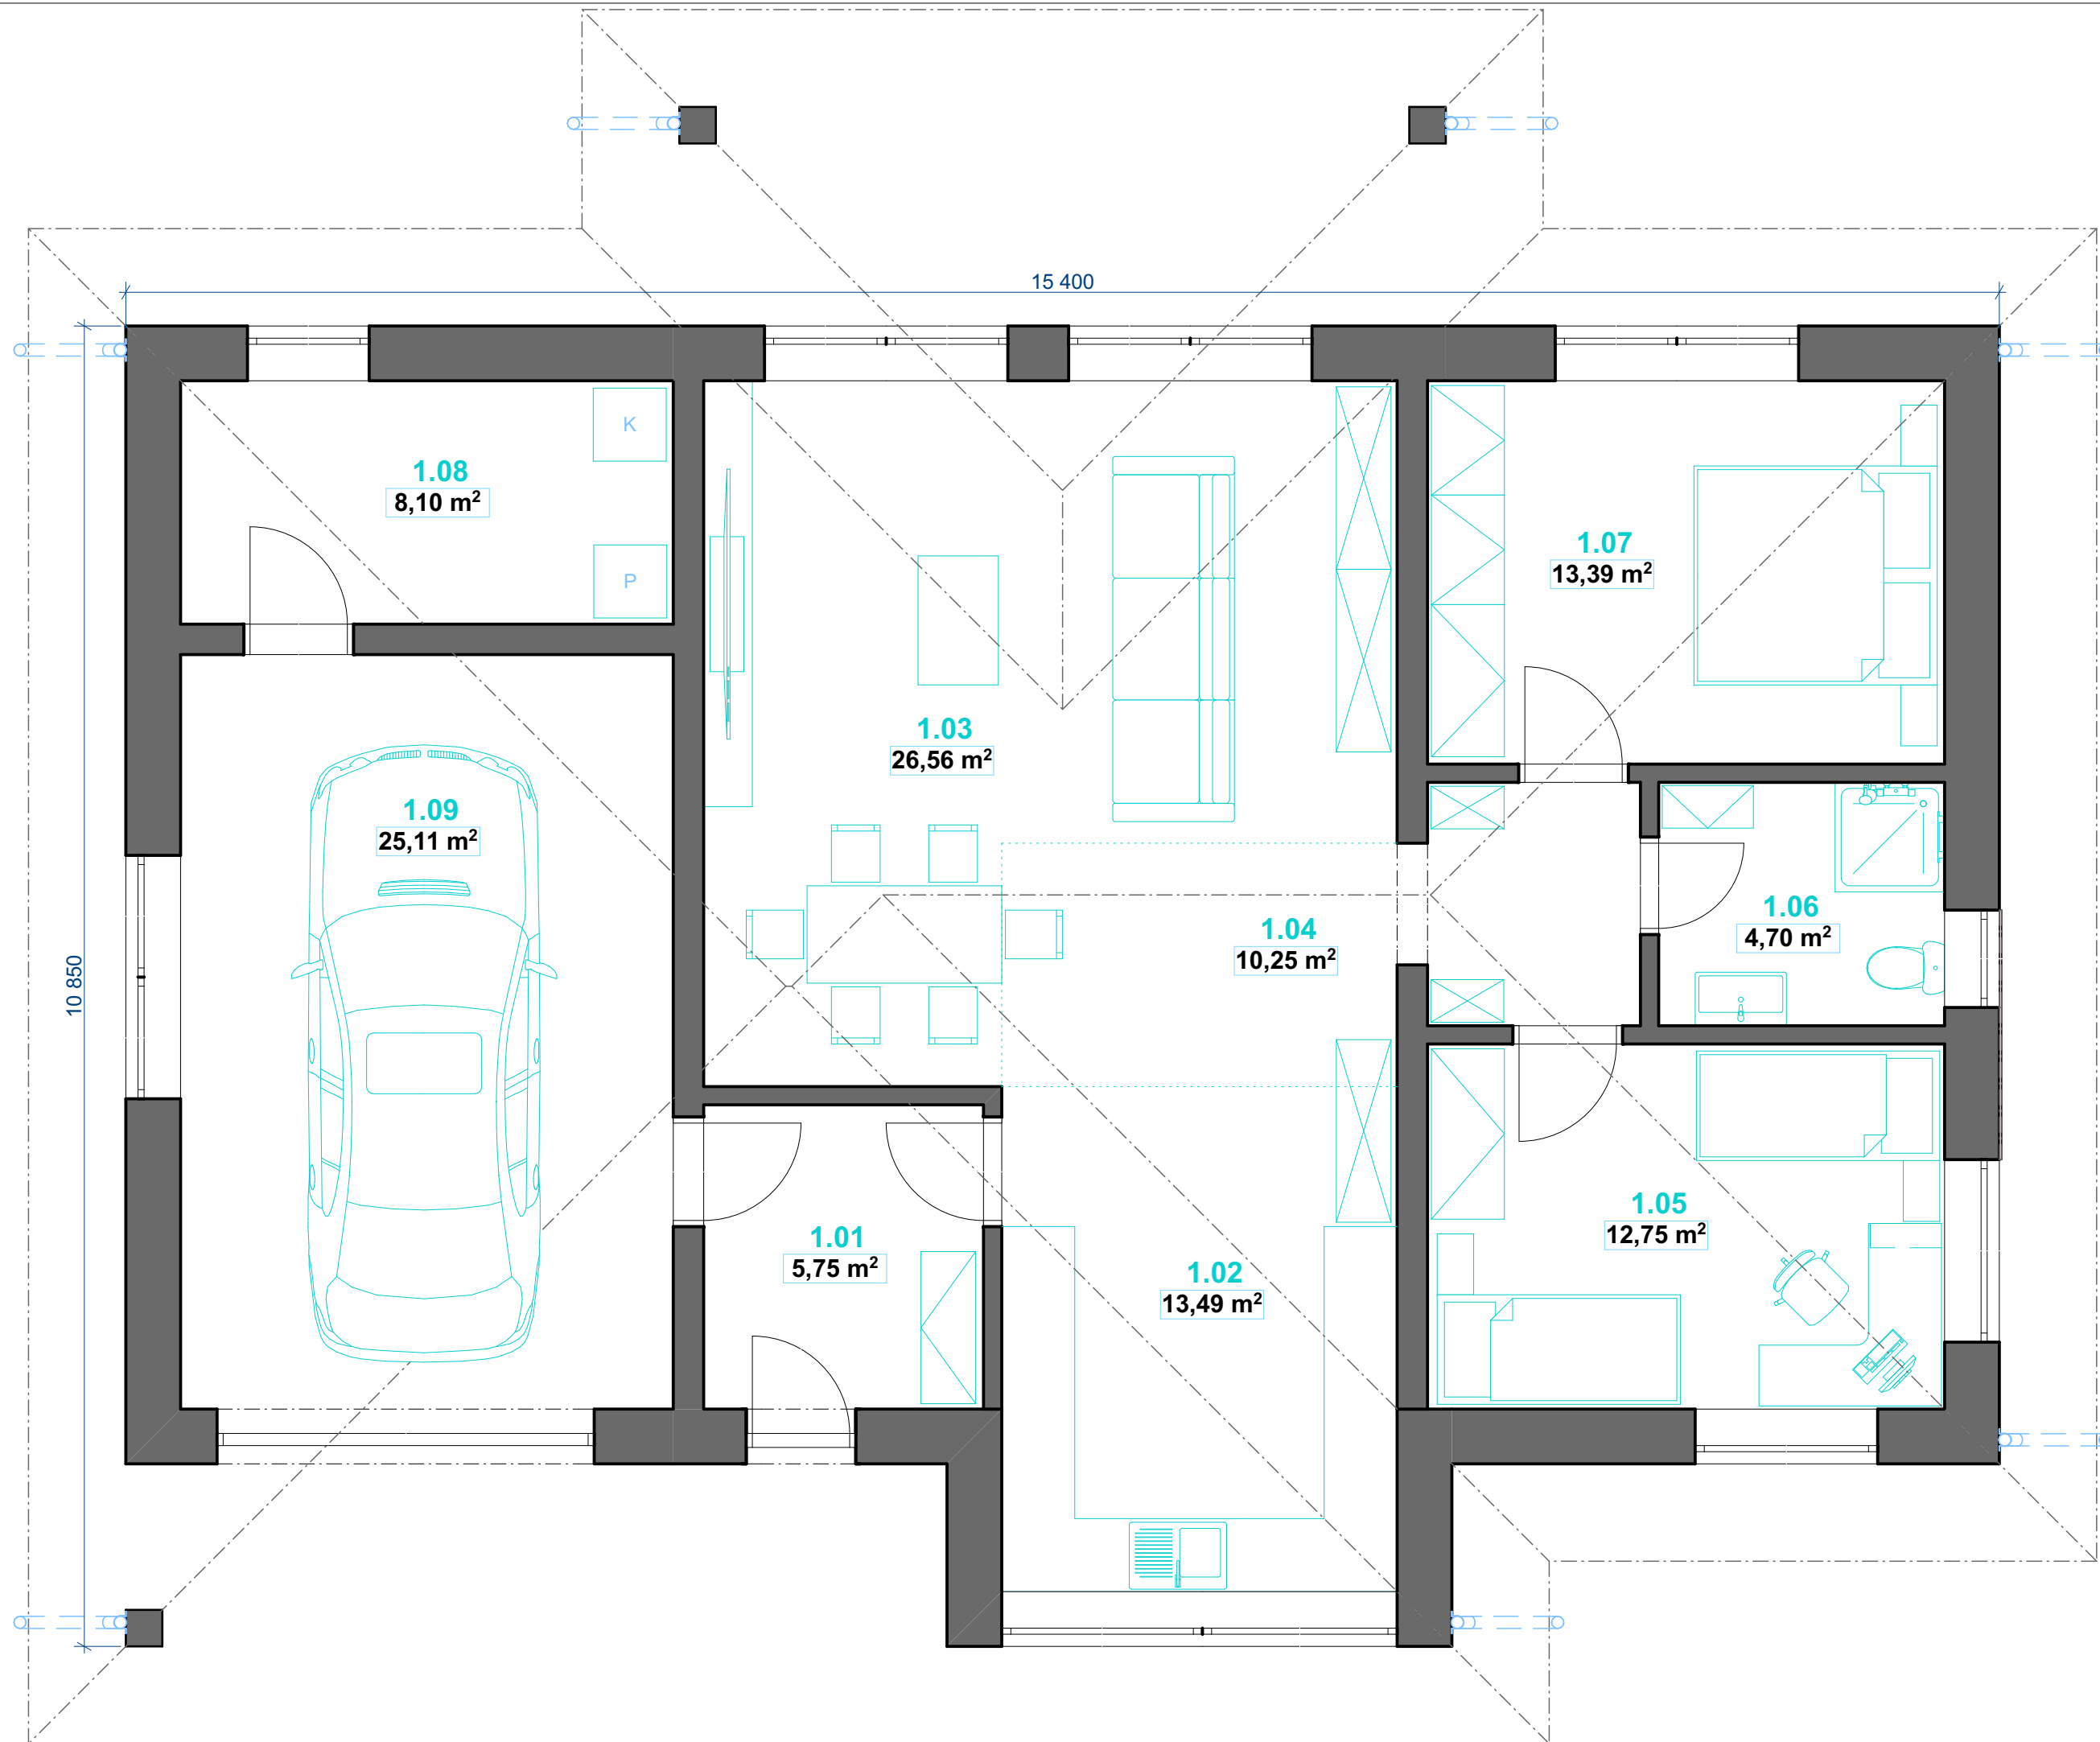 15 400
K
1.08
8,10 m²
1.07
13,39 m²
P
1.03
26,56 m²
1.09
25,11 m²
1.06
4,70 m²
1.04
10,25 m²
10 850
1.05
12,75 m²
1.01
5,75 m²
1.02
13,49 m²